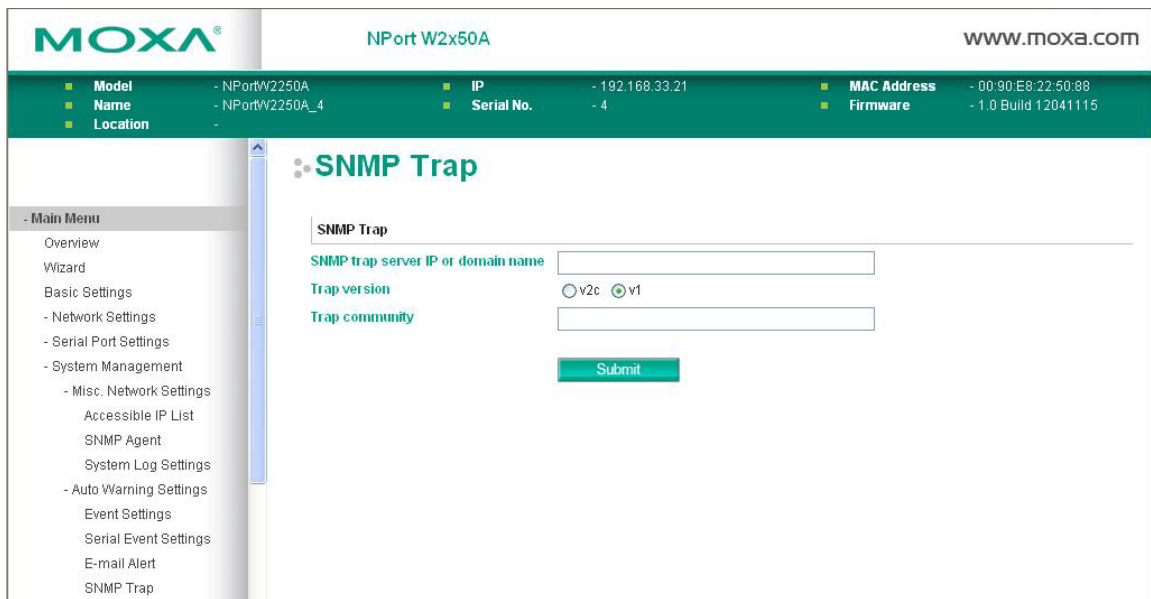 MOXA®
NPort W2x50A
www.moxa.com
Model - NPortW2250A
IP - 192.168.33.21
MAC Address - 00:90:E8:22:50:88
Name - NPortW2250A_4
Serial No. - 4
Firmware - 1.0 Build 12041115
Location -
SNMP Trap
- Main Menu
Overview
Wizard
Basic Settings
- Network Settings
- Serial Port Settings
- System Management
- Misc. Network Settings
Accessible IP List
SNMP Agent
System Log Settings
- Auto Warning Settings
Event Settings
Serial Event Settings
E-mail Alert
SNMP Trap
SNMP Trap
SNMP trap server IP or domain name
Trap version v2c v1
Trap community
Submit